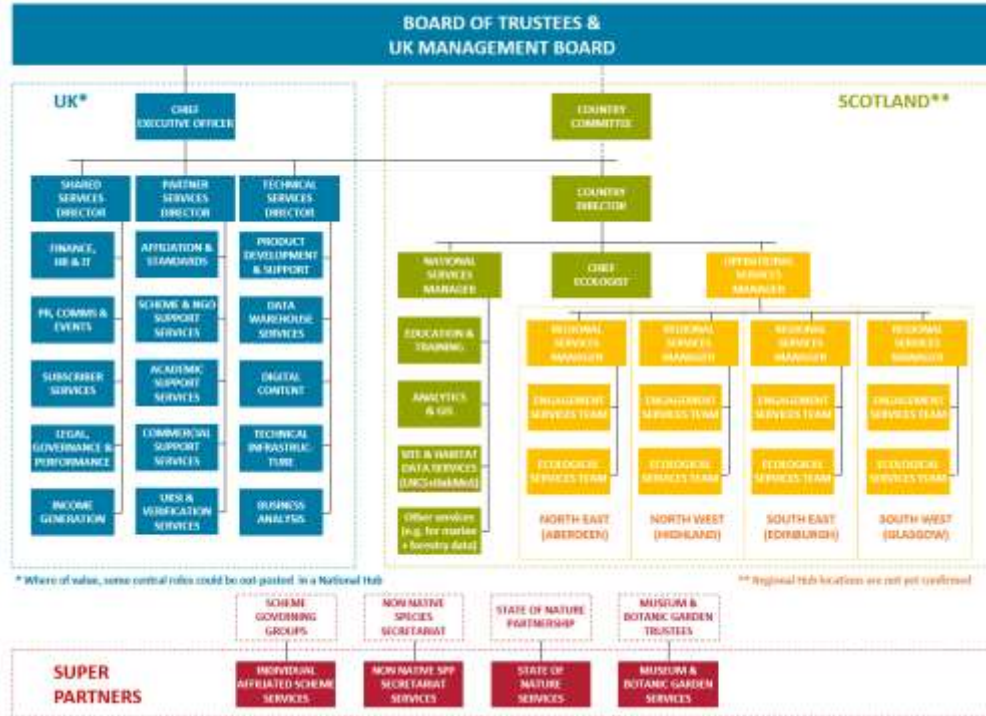 BOARD OF TRUSTEES &
UK MANAGEMENT BOARD
UK*
SCOTLAND**
CHIEF
EXECUTIVE OFFICER
COUNTRY
COMMITTEE
SHARED
SERVICES
DIRECTOR
PARTNER
SERVICES
DIRECTOR
TECHNICAL
SERVICES
DIRECTOR
COUNTRY
DIRECTOR
FINANCE,
HR & IT
AFFILIATION &
STANDARDS
PRODUCT
DEVELOPMENT
& SUPPORT
NATIONAL
SERVICES
MANAGER
CHIEF
ECOLOGIST
OPERATIONAL
SERVICES
MANAGER
PR, COMMS &
EVENTS
SCHEME & NGO
SUPPORT
SERVICES
DATA
WAREHOUSE
SERVICES
EDUCATION &
TRAINING
REGIONAL
SERVICES
MANAGER
REGIONAL
SERVICES
MANAGER
REGIONAL
SERVICES
MANAGER
REGIONAL
SERVICES
MANAGER
SUBSCRIBER
SERVICES
ACADEMIC
SUPPORT
SERVICES
DIGITAL
CONTENT
ANALYTICS
& GIS
ENGAGEMENT
SERVICES TEAM
ENGAGEMENT
SERVICES TEAM
ENGAGEMENT
SERVICES TEAM
ENGAGEMENT
SERVICES TEAM
LEGAL,
GOVERNANCE &
PERFORMANCE
COMMERCIAL
SUPPORT
SERVICES
TECHNICAL
INFRASTRUC-
TURE
SITE & HABITAT
DATA SERVICES
ECOLOGICAL
SERVICES TEAM
ECOLOGICAL
SERVICES TEAM
ECOLOGICAL
SERVICES TEAM
ECOLOGICAL
SERVICES TEAM
INCOME
GENERATION
UKSI &
VERIFICATION
SERVICES
BUSINESS
ANALYSIS
Other services
(e.g. for marine
+ forestry data)
NORTH EAST
(ABERDEEN)
NORTH WEST
(HIGHLAND)
SOUTH EAST
(EDINBURGH)
SOUTH WEST
(GLASGOW)
* Where of value, some central roles could be out-posted in a National Hub
** Regional Hub locations are not yet confirmed
SCHEME
GOVERNING
GROUPS
NON NATIVE
SPECIES
SECRETARIAT
STATE OF NATURE
PARTNERSHIP
MUSEUM &
BOTANIC GARDEN
TRUSTEES
SUPER
PARTNERS
INDIVIDUAL
AFFILIATED SCHEME
SERVICES
NON NATIVE SPP
SECRETARIAT
SERVICES
STATE OF
NATURE
SERVICES
MUSEUM &
BOTANIC GARDEN
SERVICES